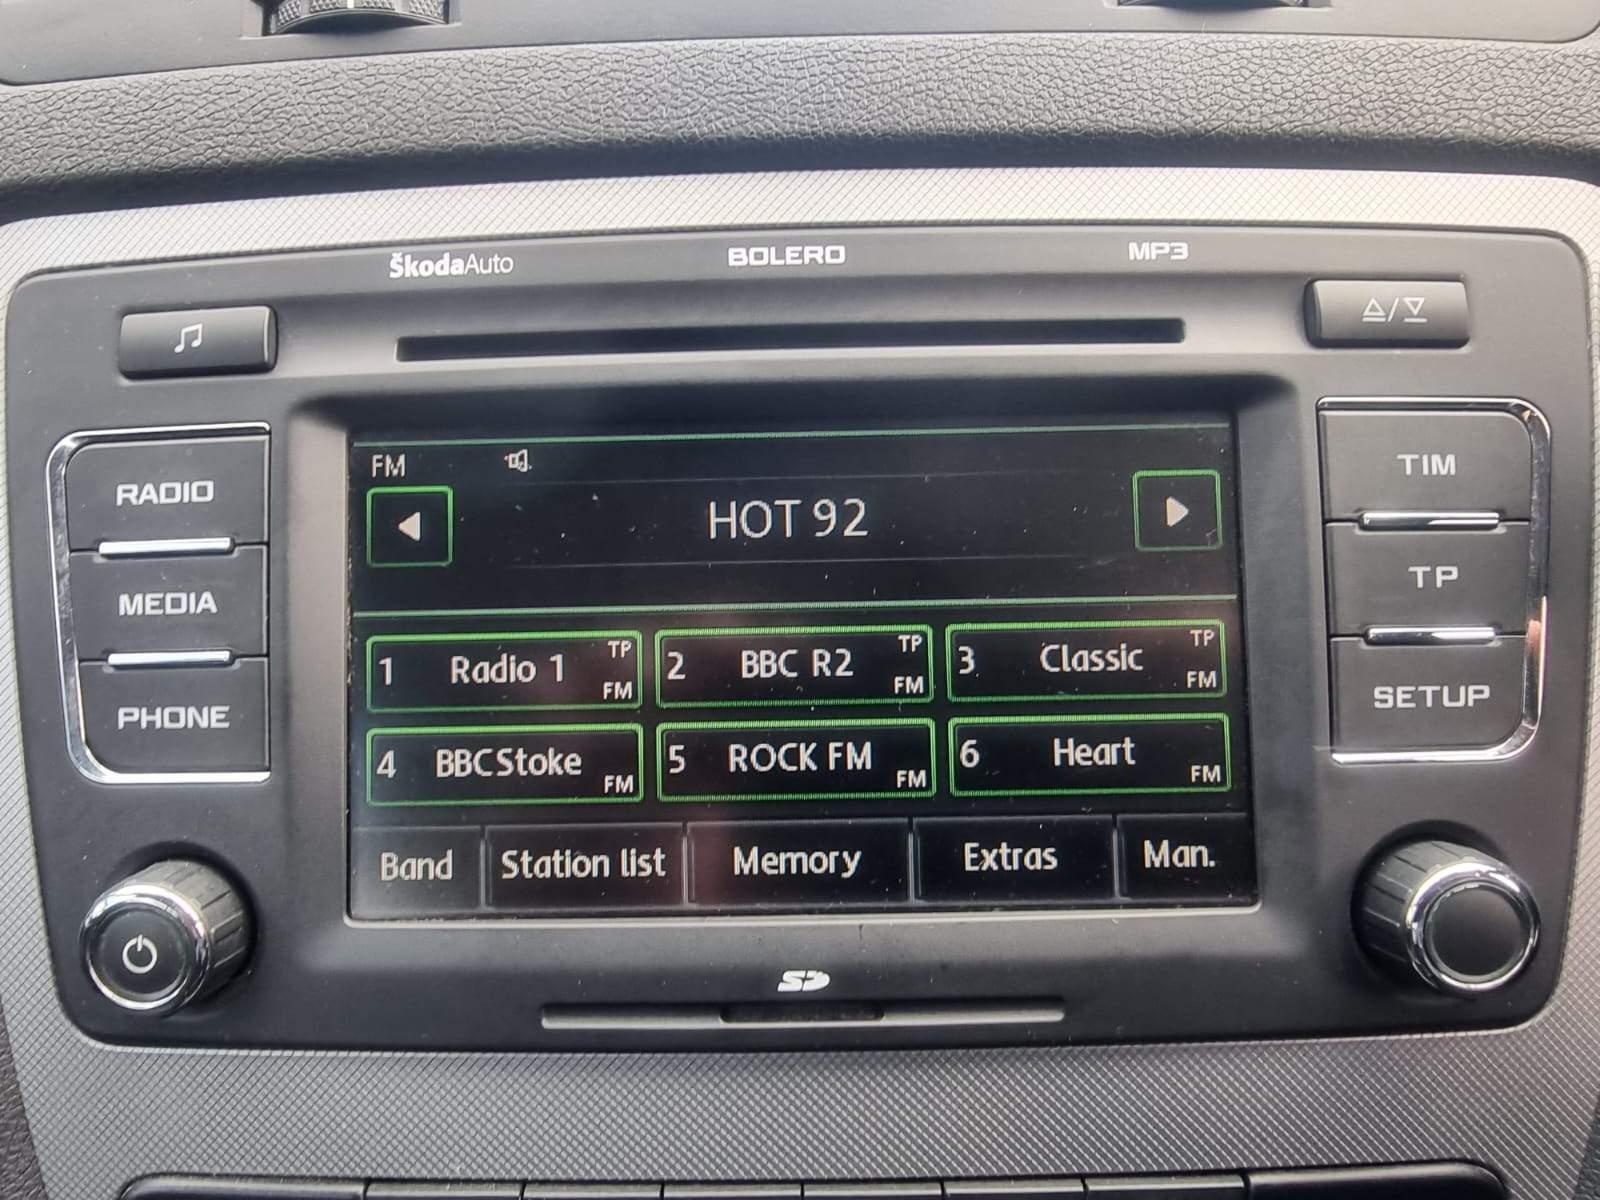 ŠkodaAuto BOLERO MP3
RADIO
MEDIA
PHONE
FM
HOT 92
1 Radio 1 TP FM
2 BBC R2 TP FM
3 Classic TP FM
4 BBCStoke FM
5 ROCK FM FM
6 Heart FM
Band Station list Memory Extras Man.
TIM
TP
SETUP
SD